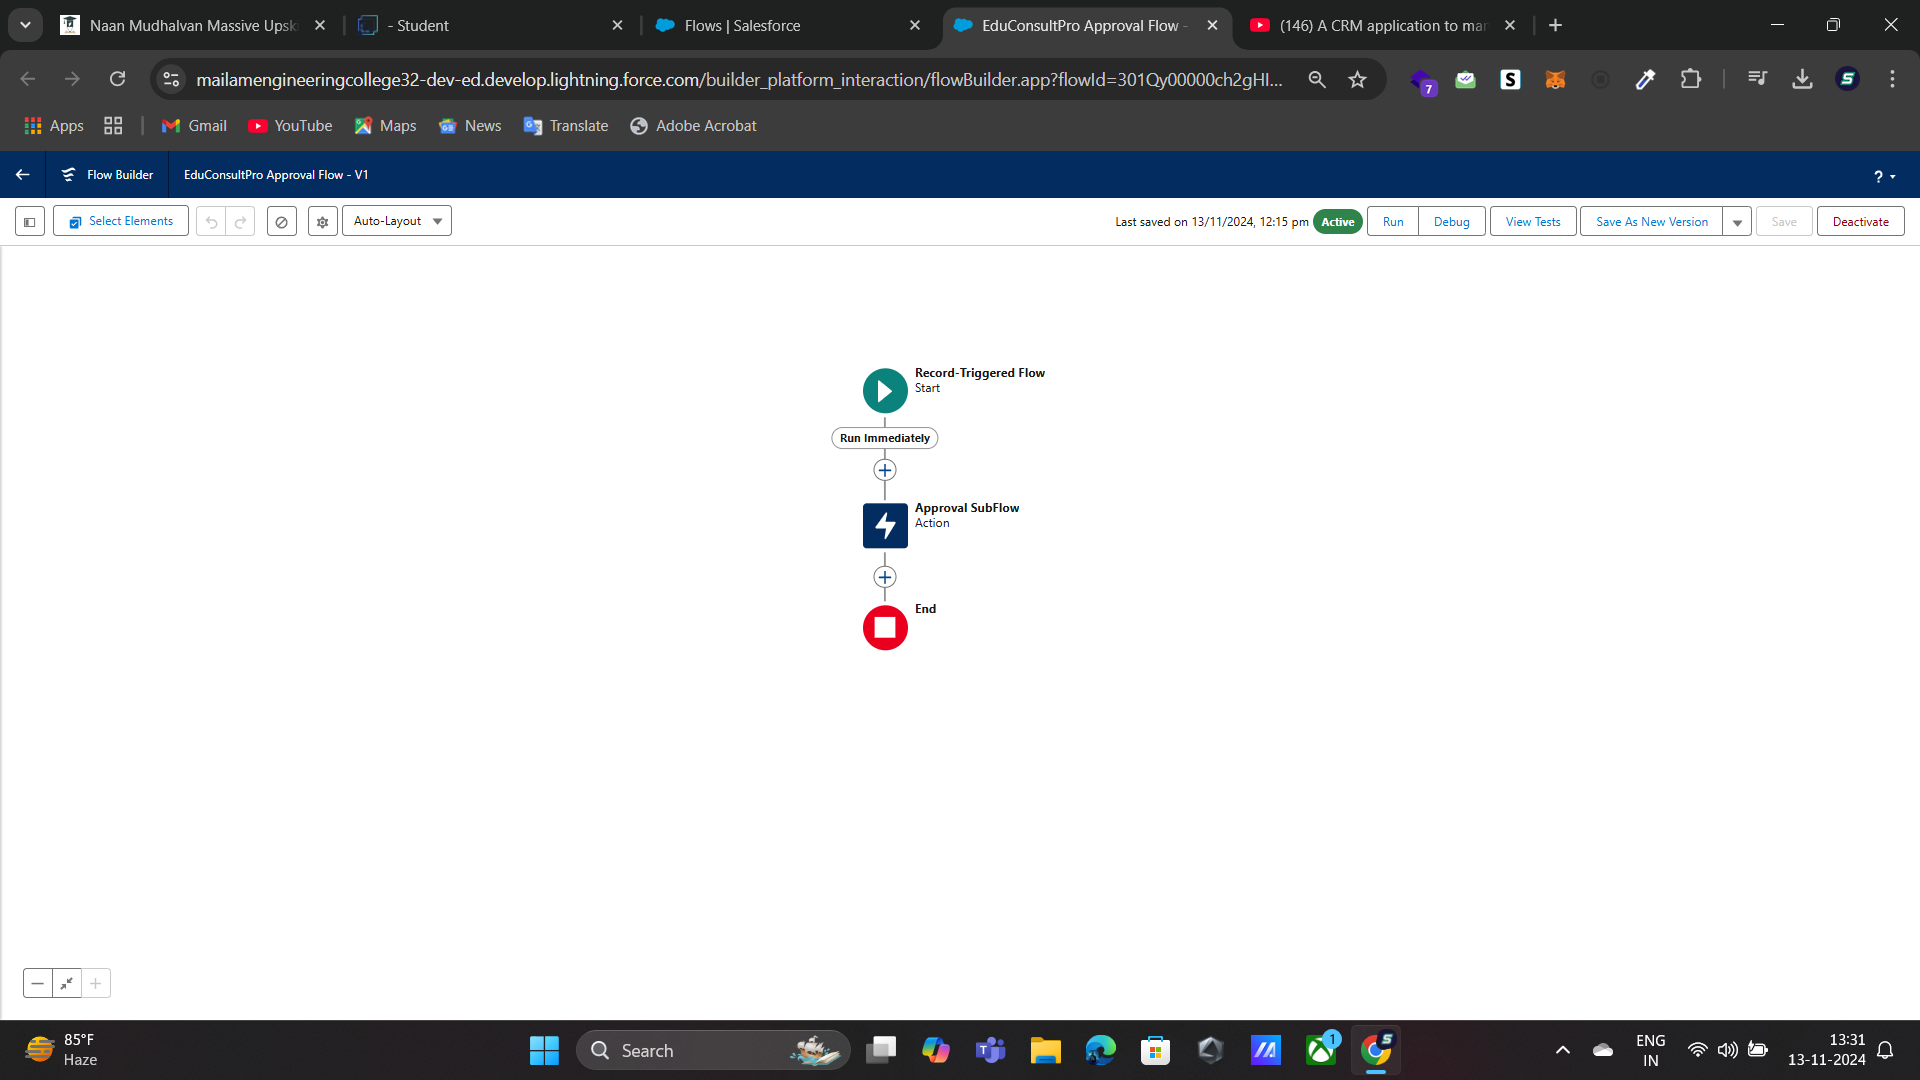 Naan Mudhalvan Massive Upsk
- Student
Flows | Salesforce
EduConsultPro Approval Flow -
(146) A CRM application to mar
mailamengineeringcollege32-dev-ed.develop.lightning.force.com/builder_platform_interaction/flowBuilder.app?flowId=301Qy00000ch2gHI...
S
7
S
Apps
Gmail
YouTube
Maps
News
Translate
Adobe Acrobat
Flow Builder
EduConsultPro Approval Flow - V1
?
Select Elements
Auto-Layout
Last saved on 13/11/2024, 12:15 pm
Active
Run
Debug
View Tests
Save As New Version
Save
Deactivate
Record-Triggered Flow
Start
Run Immediately
Approval SubFlow
Action
End
85°F
Haze
Search
1
S
ENG
IN
13:31
13-11-2024